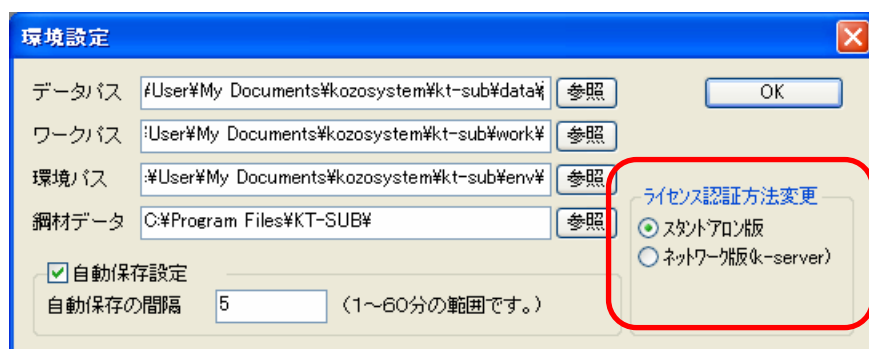 環境設定
データパス ¥User¥My Documents¥kozosystem¥kt-sub¥data¥ 参照 OK
ワークパス :User¥My Documents¥kozosystem¥kt-sub¥work¥ 参照
環境パス :¥User¥My Documents¥kozosystem¥kt-sub¥env¥ 参照
ライセンス認証方法変更
鋼材データ C:¥Program Files¥KT-SUB¥ 参照
スタンドアロン版
ネットワーク版(k-server)
自動保存設定
自動保存の間隔 5 (1～60分の範囲です。)